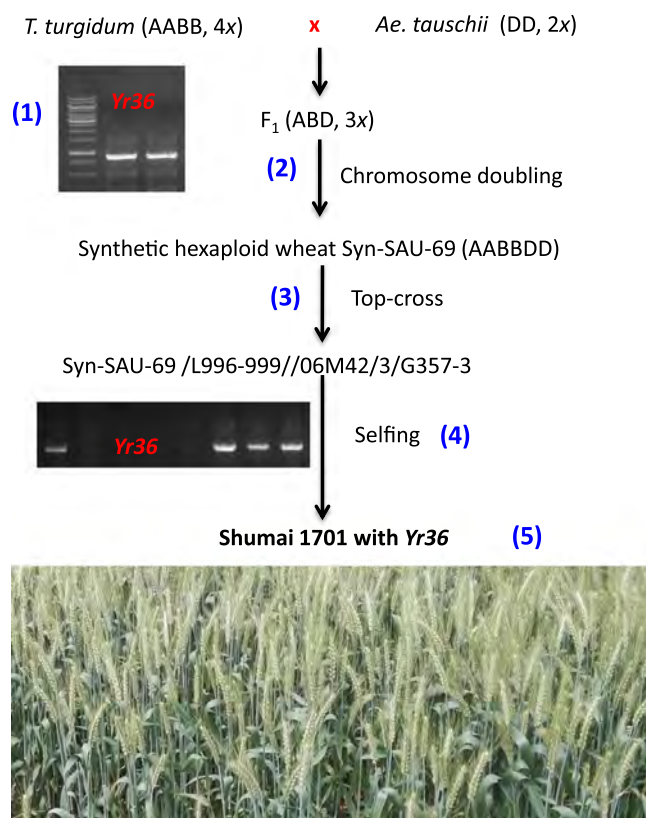 T. turgidum (AABB, 4x) x Ae. tauschii (DD, 2x)
(1) Yr36
F1 (ABD, 3x)
(2) Chromosome doubling
Synthetic hexaploid wheat Syn-SAU-69 (AABBDD)
(3) Top-cross
Syn-SAU-69 /L996-999//06M42/3/G357-3
Yr36 Selfing (4)
Shumai 1701 with Yr36 (5)